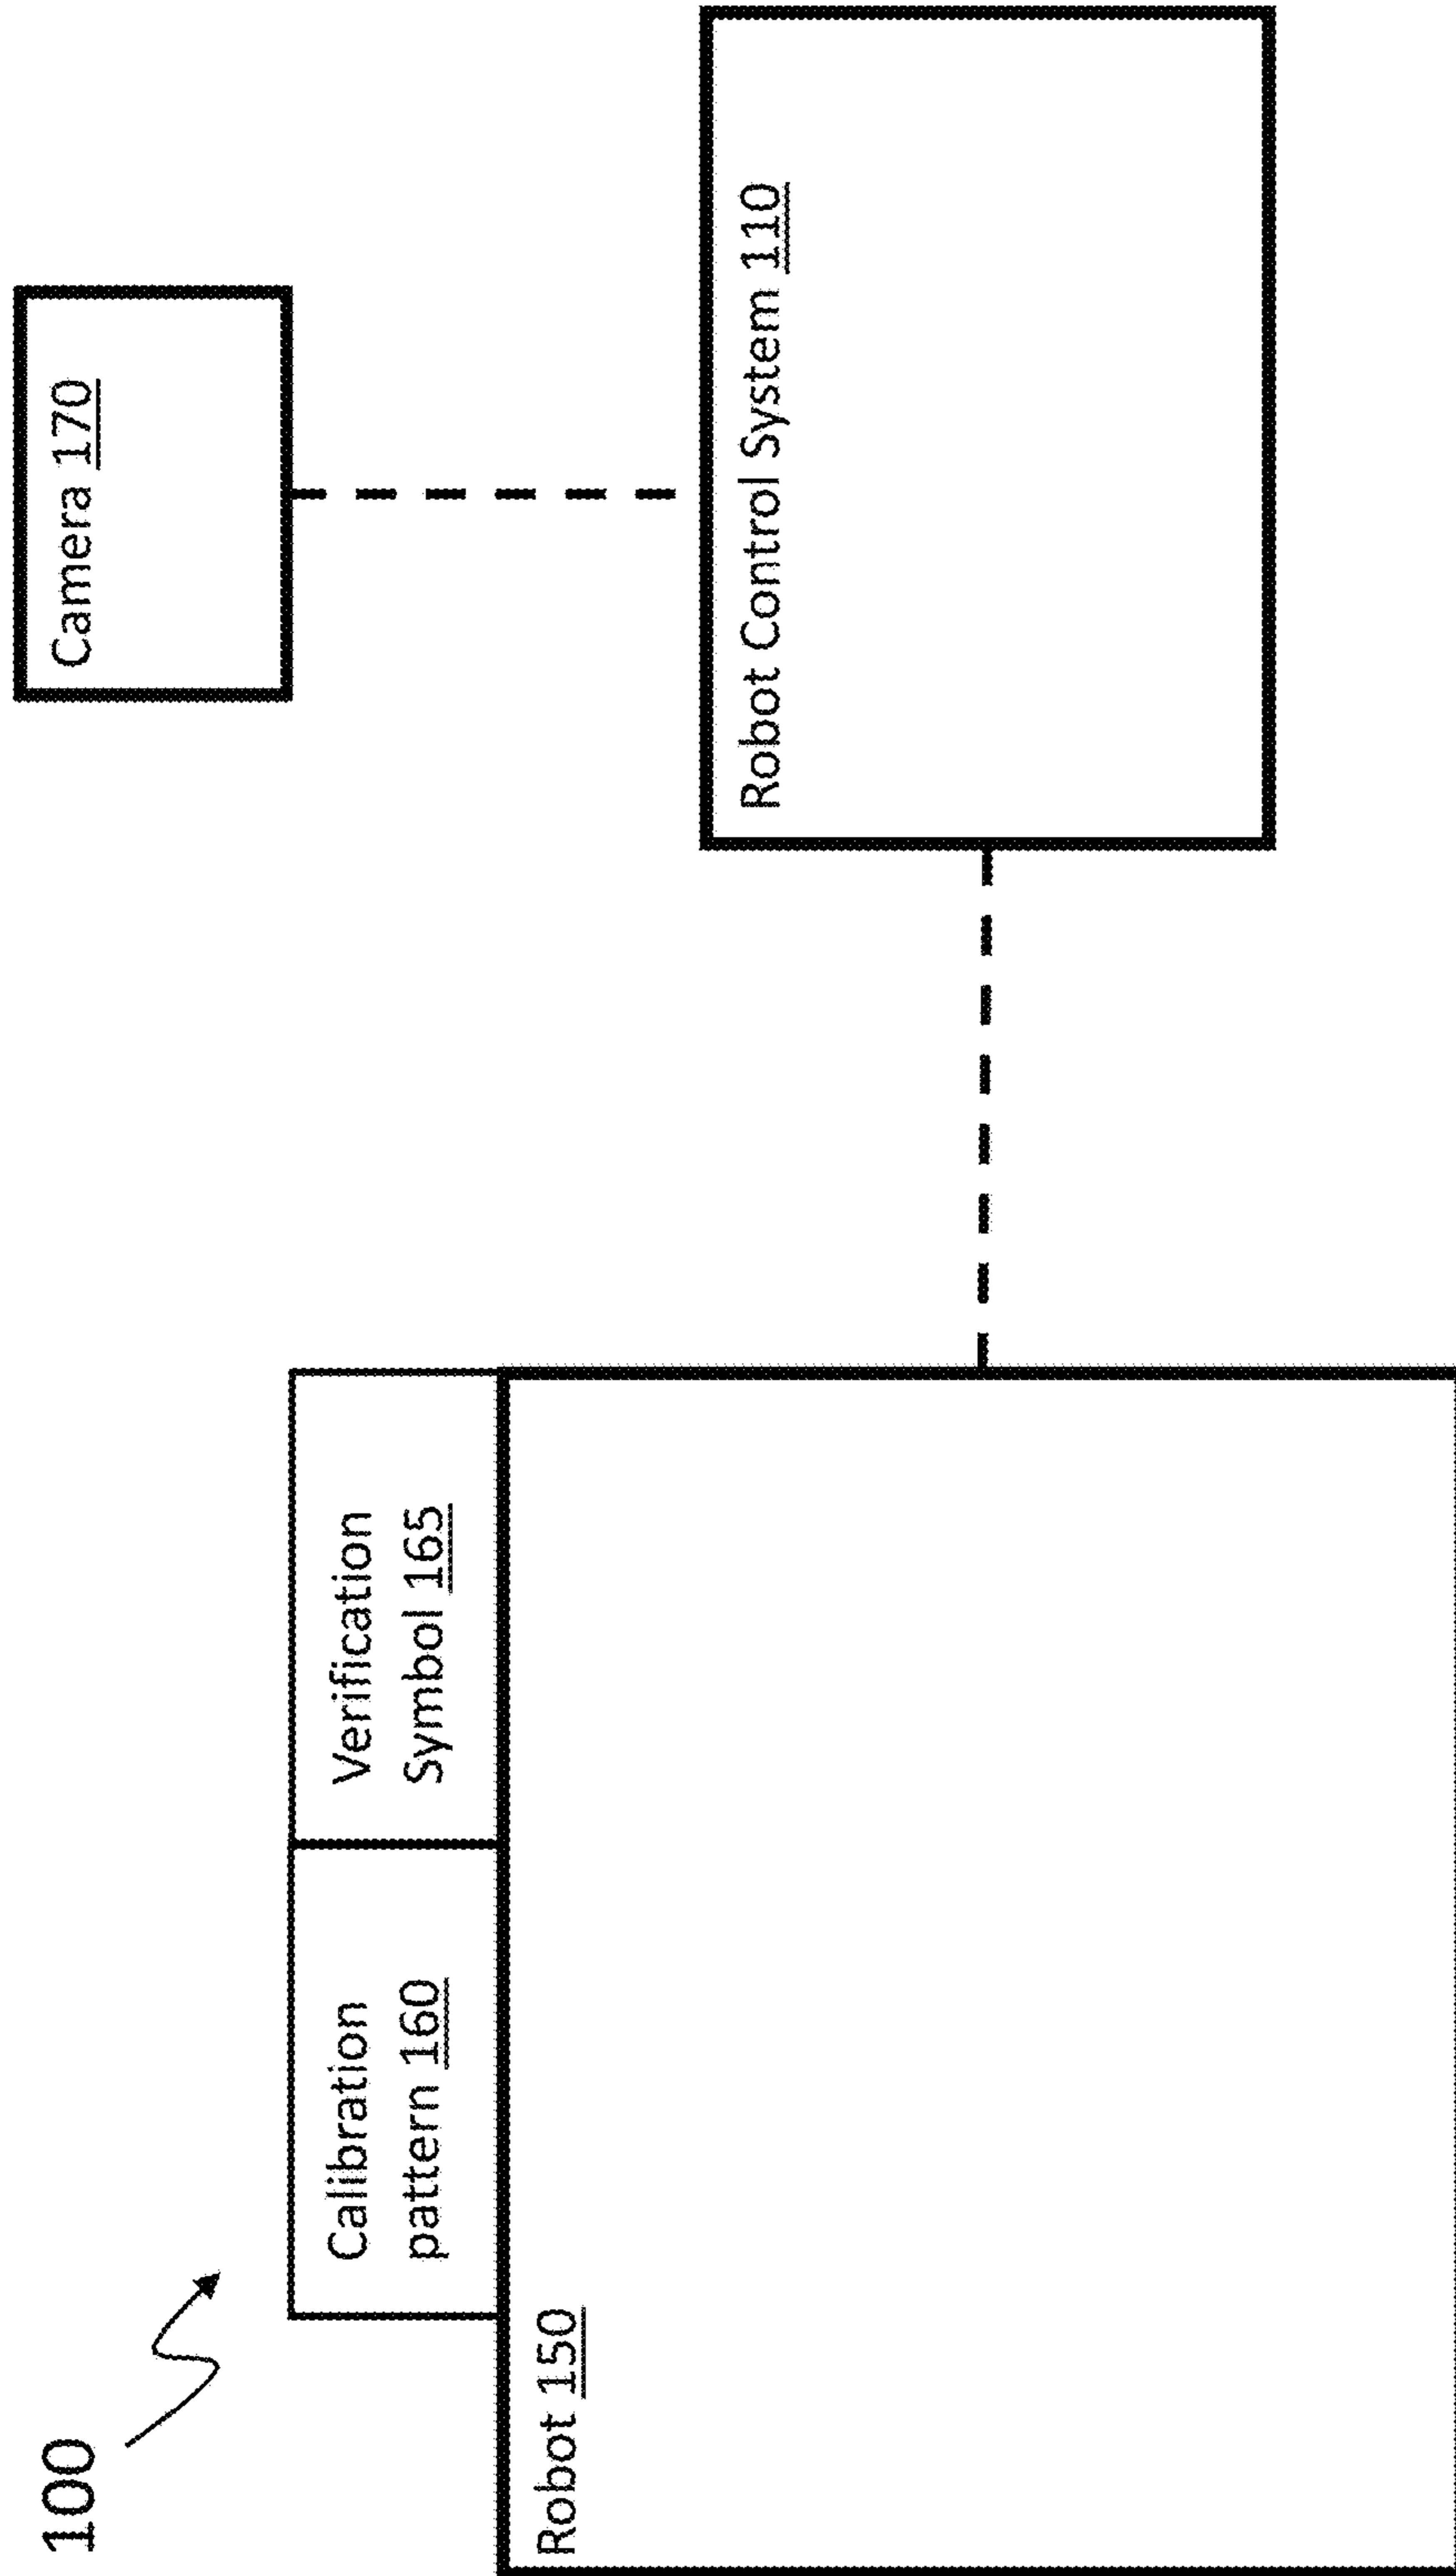 100
Camera 170
Calibration
pattern 160
Verification
Symbol 165
Robot 150
Robot Control System 110